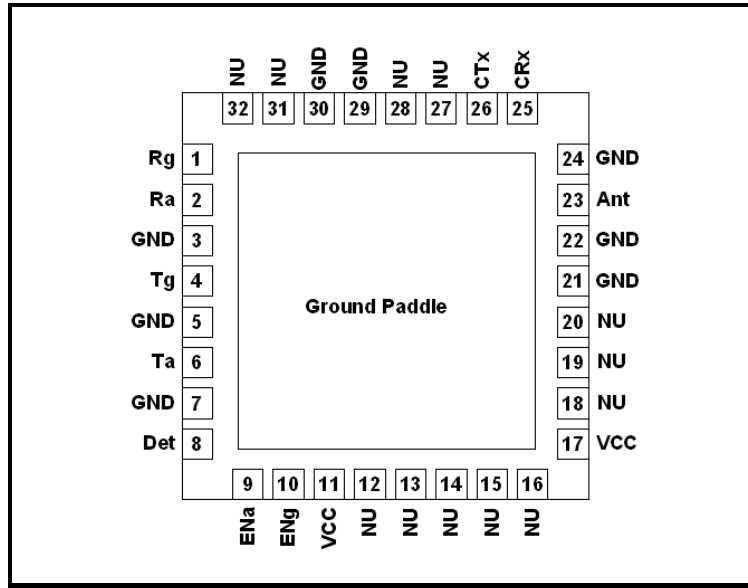 NU NU GND GND NU NU CTx CRx
32 31 30 29 28 27 26 25
Rg 1 24 GND
Ra 2 23 Ant
GND 3 22 GND
Tg 4 21 GND
Ground Paddle
GND 5 20 NU
Ta 6 19 NU
GND 7 18 NU
Det 8 17 VCC
9 10 11 12 13 14 15 16
ENa ENg VCC NU NU NU NU NU